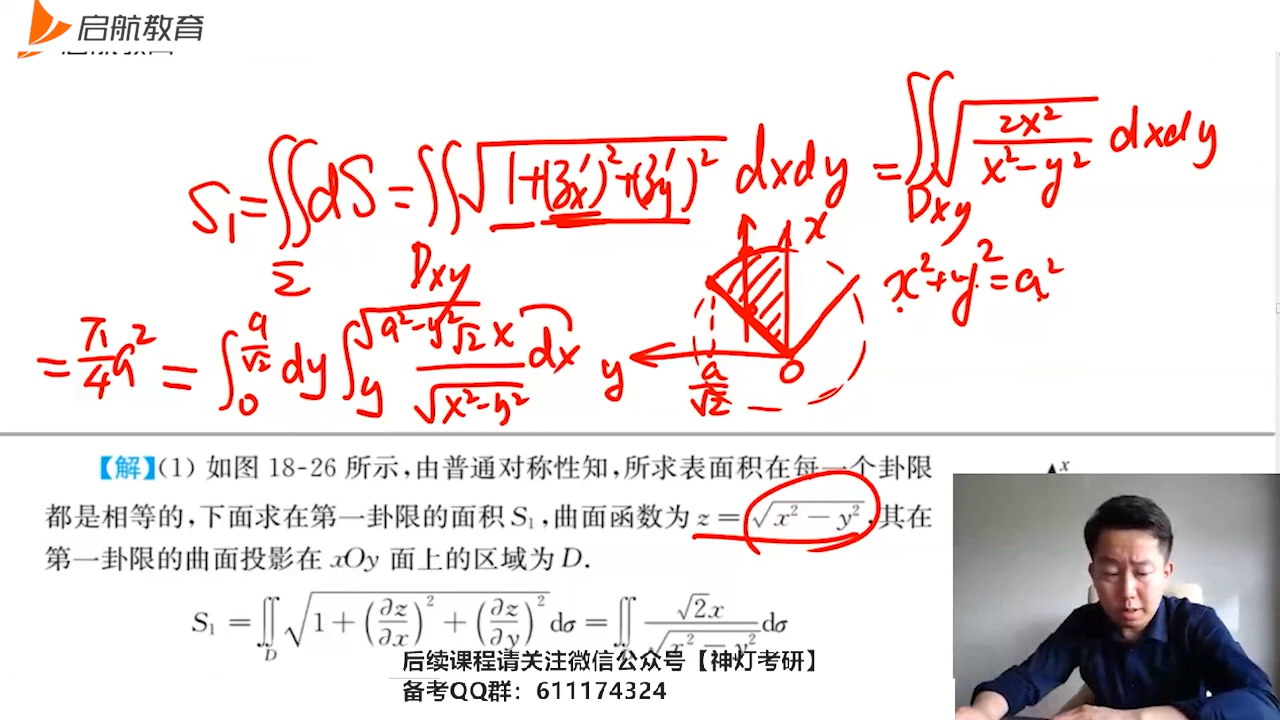 启航教育
S₁=∬_Σ dS=∬_{Dxy} √(1+(z'x)²+(z'y)²) dxdy = ∬_{Dxy} √(2x²/(x²-y²)) dxdy
x
x²+y²=a²
=π/4 a² = ∫₀^{a/√2} dy ∫_y^{√(a²-y²)} √2 x/√(x²-y²) dx
y
a/√2
O
【解】(1) 如图 18-26 所示,由普通对称性知,所求表面积在每一个卦限
都是相等的,下面求在第一卦限的面积 S₁,曲面函数为 z = √(x² − y²),其在
第一卦限的曲面投影在 xOy 面上的区域为 D.
x
S₁ = ∬_D √(1 + (∂z/∂x)² + (∂z/∂y)²) dσ = ∬ √2x/√(x² − y²) dσ
后续课程请关注微信公众号【神灯考研】
备考QQ群：611174324